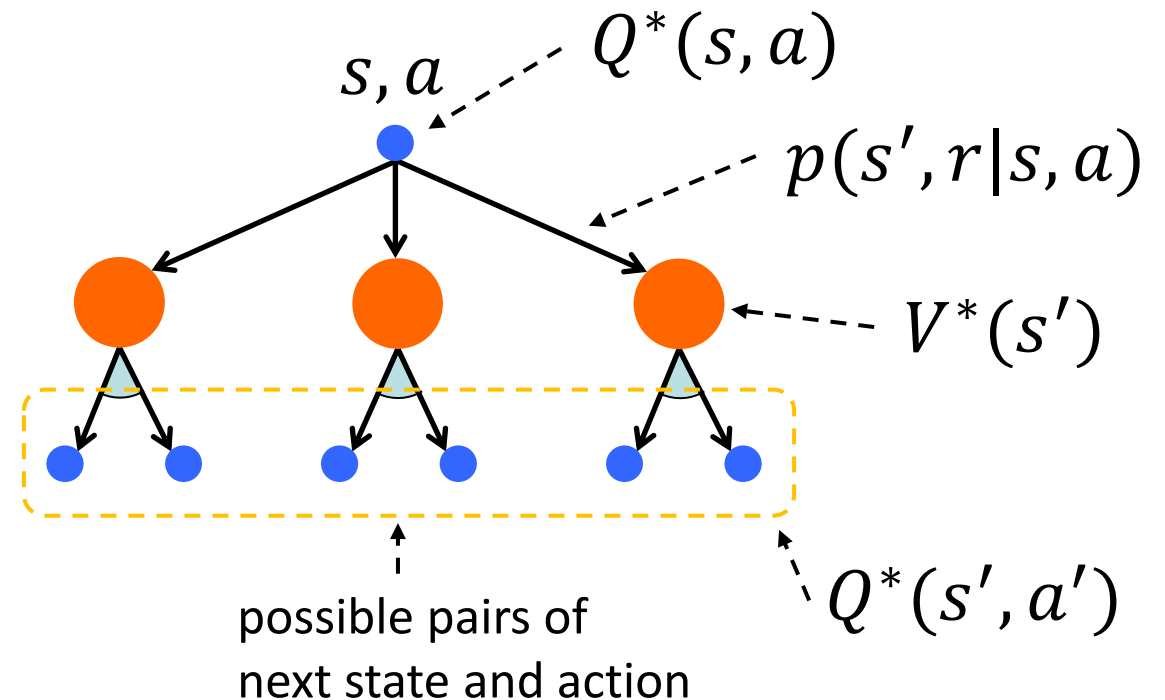 Q*(s, a)
s, a
p(s′, r|s, a)
V*(s′)
Q*(s′, a′)
possible pairs of
next state and action